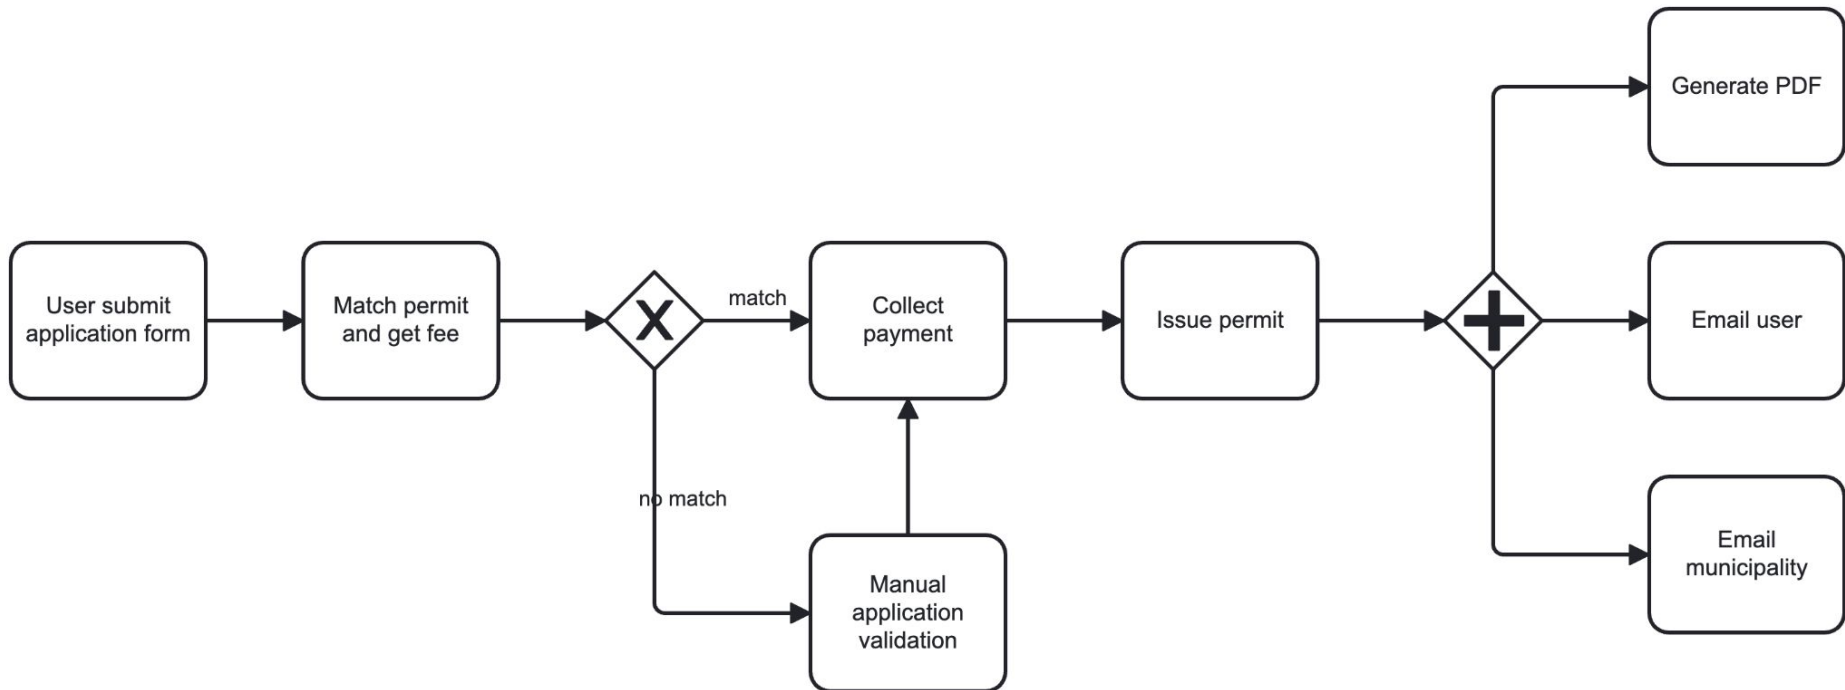 Generate PDF
User submit
application form
Match permit
and get fee
X
match
Collect
payment
Issue permit
Email user
no match
Manual
application
validation
Email
municipality